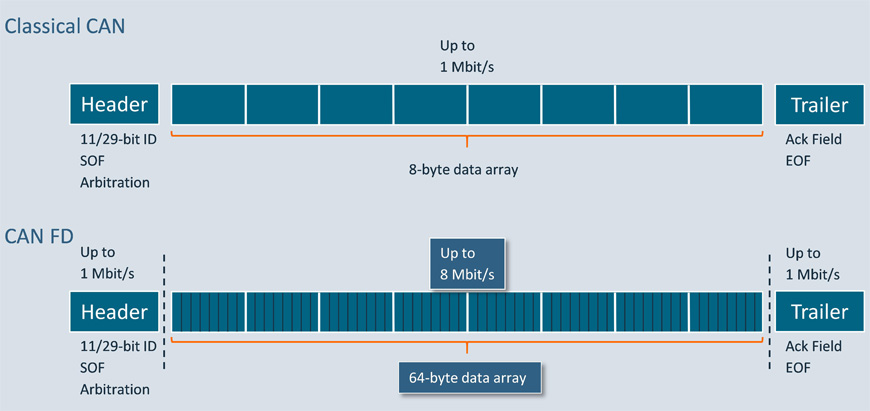 Classical CAN
Up to
1 Mbit/s
Header
Trailer
11/29-bit ID
SOF
Arbitration
8-byte data array
Ack Field
EOF
CAN FD
Up to
1 Mbit/s
Up to
8 Mbit/s
Up to
1 Mbit/s
Header
Trailer
11/29-bit ID
SOF
Arbitration
64-byte data array
Ack Field
EOF